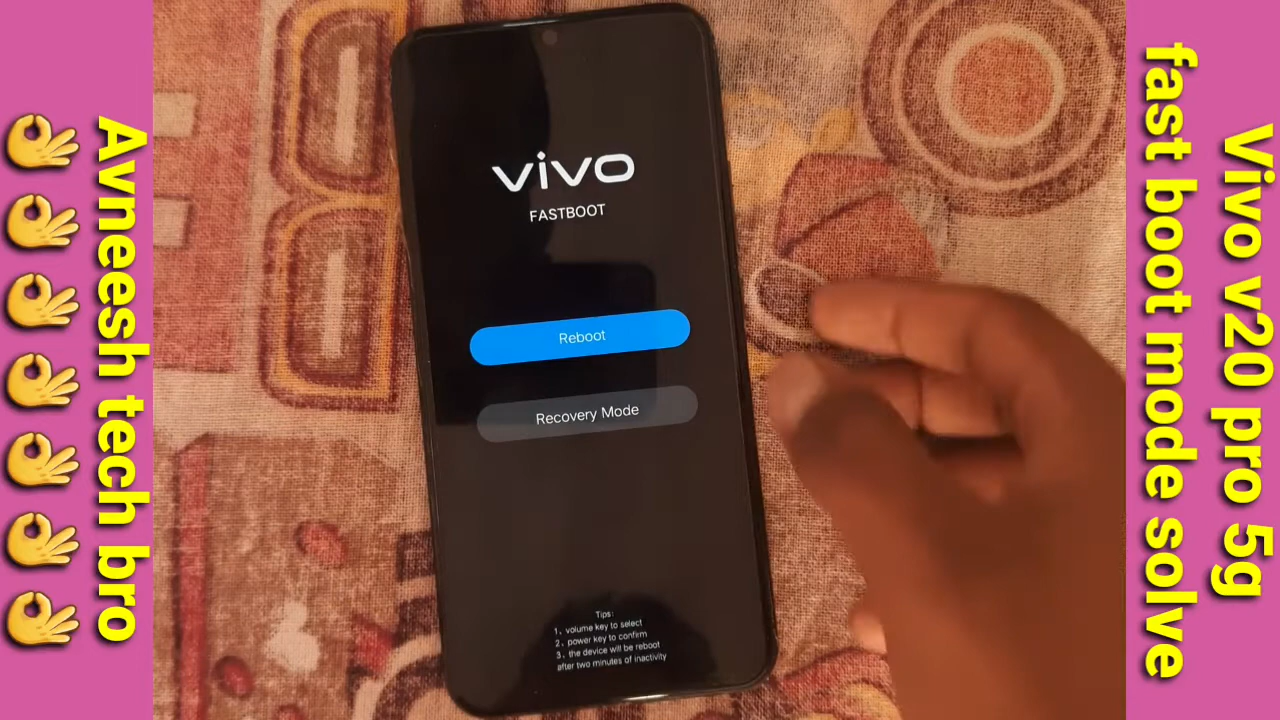 Avneesh tech bro
vivo
FASTBOOT
Reboot
Recovery Mode
Tips:
1、volume key to select
2、power key to confirm
3、the device will be reboot
after two minutes of inactivity
Vivo v20 pro 5g
fast boot mode solve